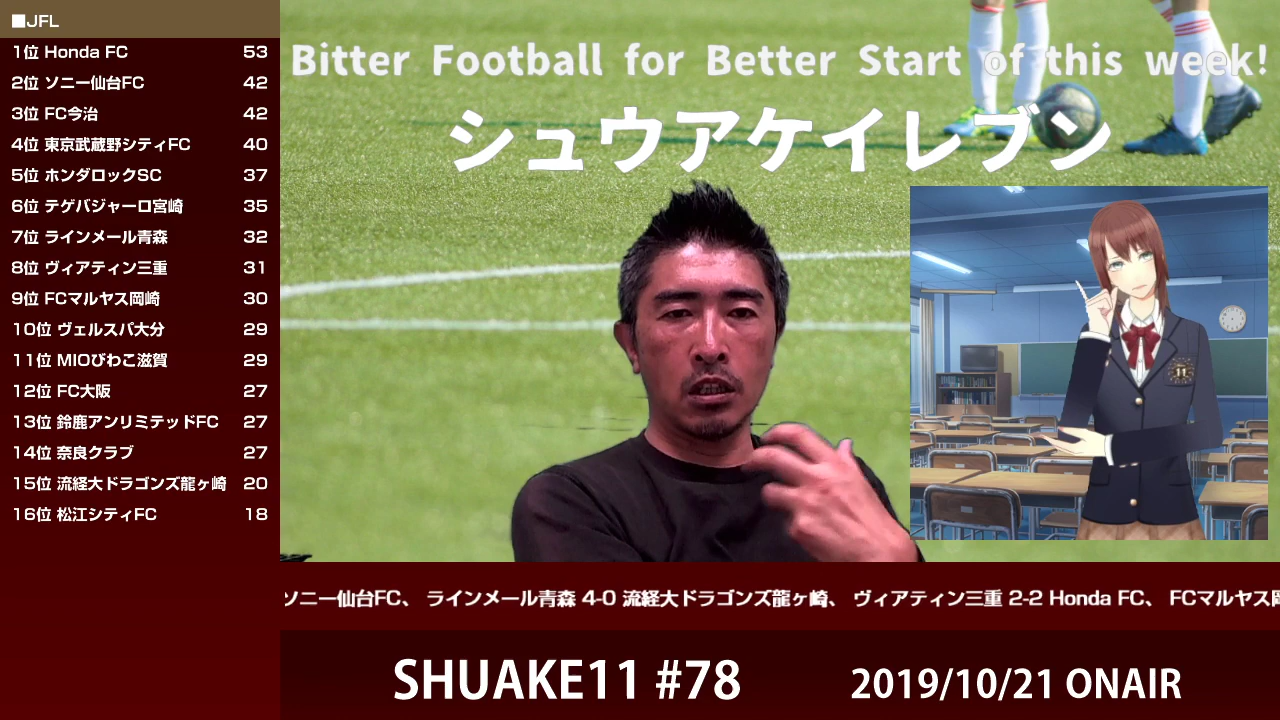 ■JFL
1位 Honda FC 53
2位 ソニー仙台FC 42
3位 FC今治 42
4位 東京武蔵野シティFC 40
5位 ホンダロックSC 37
6位 テゲバジャーロ宮崎 35
7位 ラインメール青森 32
8位 ヴィアティン三重 31
9位 FCマルヤス岡崎 30
10位 ヴェルスパ大分 29
11位 MIOびわこ滋賀 29
12位 FC大阪 27
13位 鈴鹿アンリミテッドFC 27
14位 奈良クラブ 27
15位 流経大ドラゴンズ龍ヶ崎 20
16位 松江シティFC 18
Bitter Football for Better Start of this week!
シュウアケイレブン
11
ソニー仙台FC、 ラインメール青森 4-0 流経大ドラゴンズ龍ヶ崎、 ヴィアティン三重 2-2 Honda FC、 FCマルヤス岡
SHUAKE11 #78
2019/10/21 ONAIR